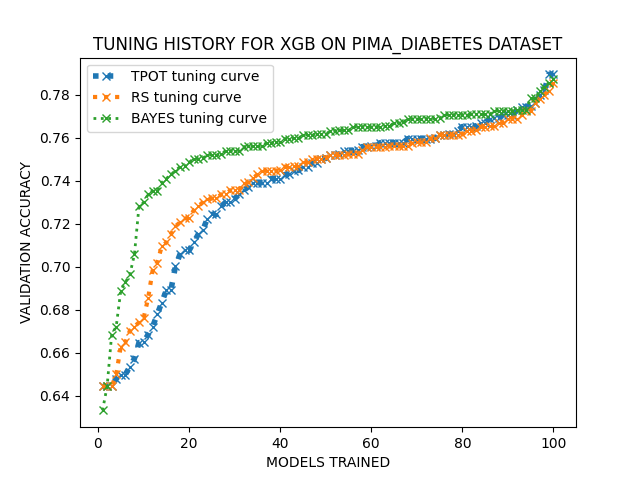 TUNING HISTORY FOR XGB ON PIMA_DIABETES DATASET
TPOT tuning curve
RS tuning curve
BAYES tuning curve
VALIDATION ACCURACY
0.78
0.76
0.74
0.72
0.70
0.68
0.66
0.64
0
20
40
60
80
100
MODELS TRAINED